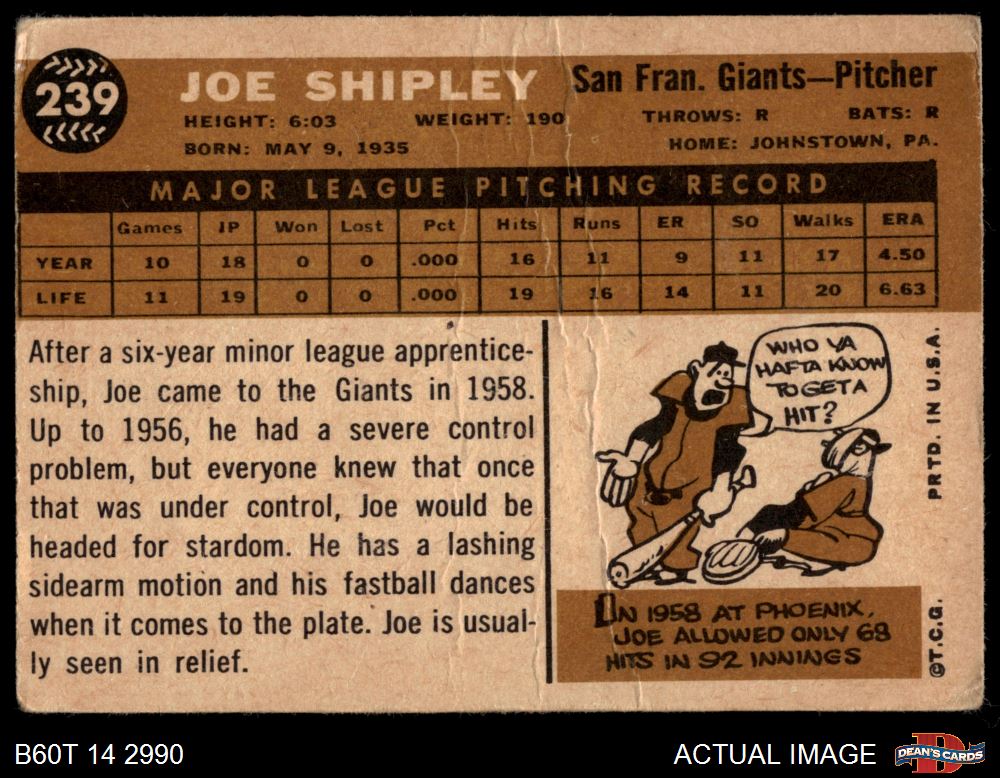 239
JOE SHIPLEY San Fran. Giants—Pitcher
HEIGHT: 6:03 WEIGHT: 190 THROWS: R BATS: R
BORN: MAY 9, 1935 HOME: JOHNSTOWN, PA.
MAJOR LEAGUE PITCHING RECORD
Games IP Won Lost Pct Hits Runs ER SO Walks ERA
YEAR 10 18 0 0 .000 16 11 9 11 17 4.50
LIFE 11 19 0 0 .000 19 16 14 11 20 6.63
After a six-year minor league apprentice-
ship, Joe came to the Giants in 1958.
Up to 1956, he had a severe control
problem, but everyone knew that once
that was under control, Joe would be
headed for stardom. He has a lashing
sidearm motion and his fastball dances
when it comes to the plate. Joe is usual-
ly seen in relief.
WHO YA
HAFTA KNOW
TO GET A
HIT?
IN 1958 AT PHOENIX,
JOE ALLOWED ONLY 68
HITS IN 92 INNINGS
PRTD. IN U.S.A.
©T.C.G.
B60T 14 2990
ACTUAL IMAGE
DEAN'S CARDS